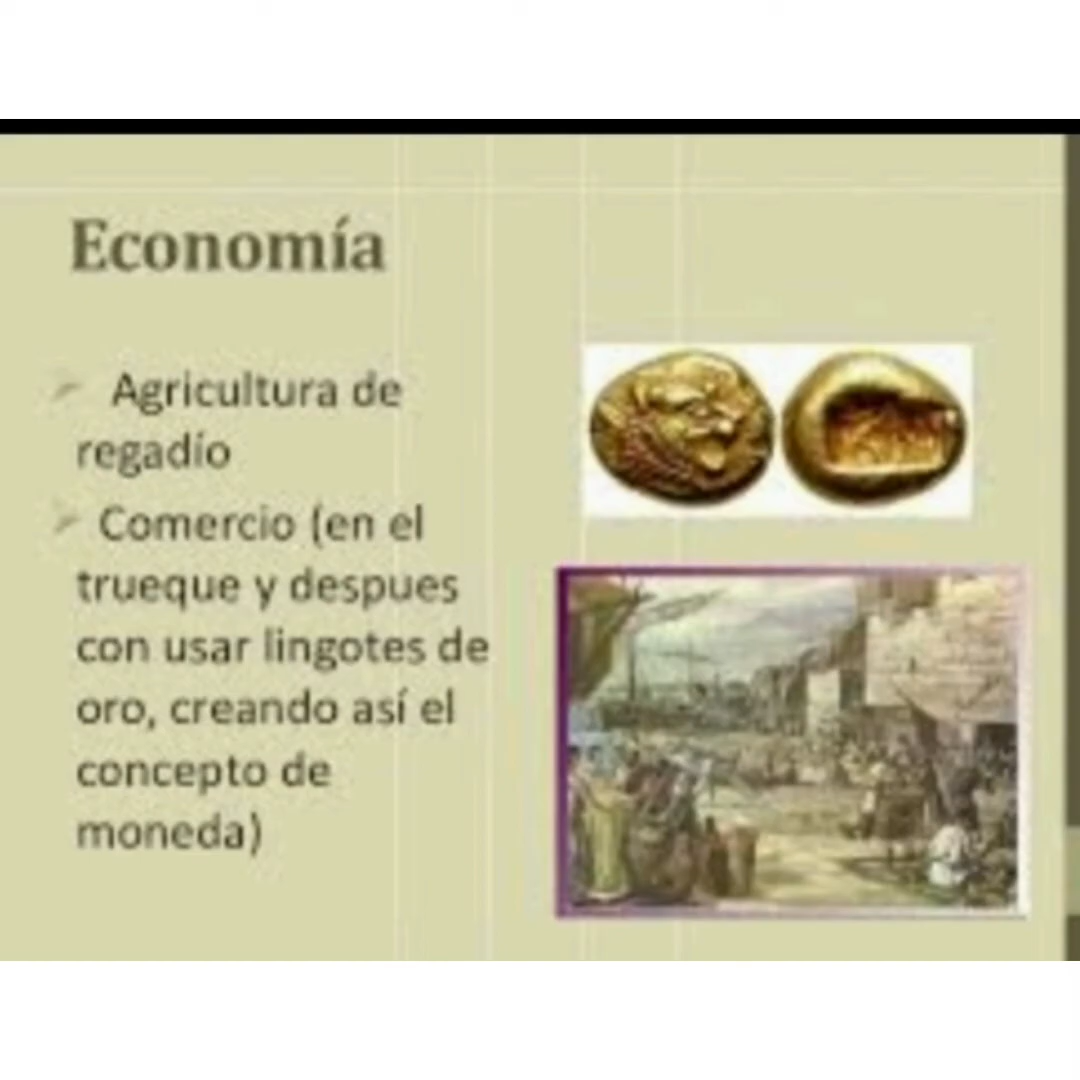 Economía
Agricultura de
regadío
Comercio (en el
trueque y despues
con usar lingotes de
oro, creando así el
concepto de
moneda)